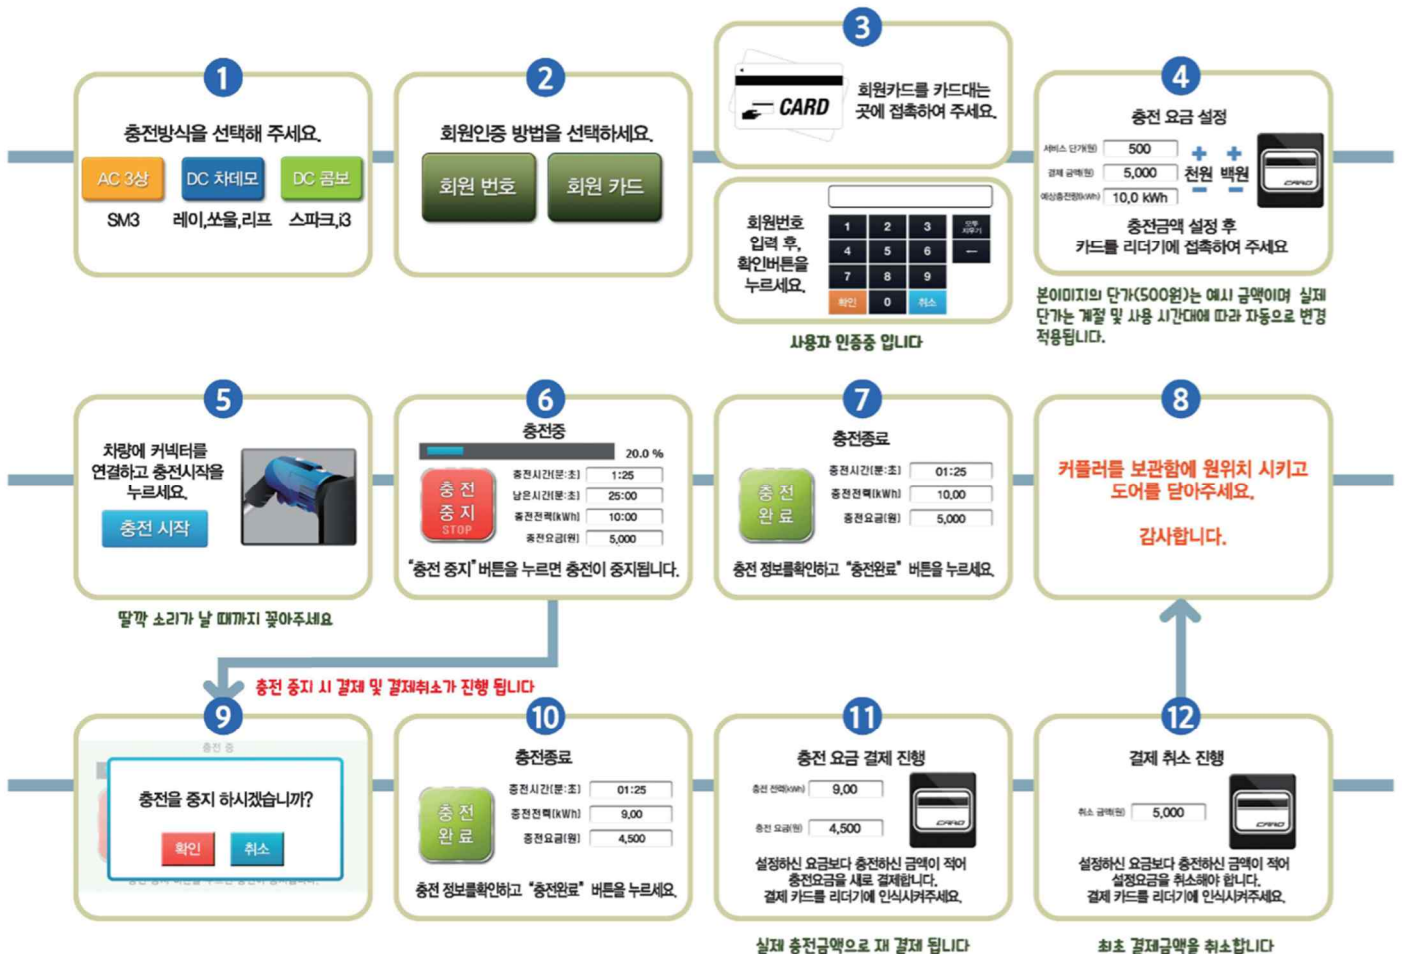 1
충전방식을 선택해 주세요.
AC 3상
DC 차데모
DC 콤보
SM3
레이,쏘울,리프
스파크,i3
2
회원인증 방법을 선택하세요.
회원 번호
회원 카드
3
CARD
회원카드를 카드대는
곳에 접촉하여 주세요.
회원번호
입력 후,
확인버튼을
누르세요.
1 2 3 모두
지우기
4 5 6 ←
7 8 9
확인 0 취소
사용자 인증중 입니다
4
충전 요금 설정
서비스 단가(원) 500
결제 금액(원) 5,000
예상충전량(kWh) 10,0 kWh
+ +
천원 백원
- -
CARD
충전금액 설정 후
카드를 리더기에 접촉하여 주세요
본이미지의 단가(500원)는 예시 금액이며 실제
단가는 계절 및 사용 시간대에 따라 자동으로 변경
적용됩니다.
5
차량에 커넥터를
연결하고 충전시작을
누르세요.
충전 시작
딸깍 소리가 날 때까지 꽂아주세요
6
충전중
20.0 %
충 전
중 지
STOP
충전시간(분:초) 1:25
남은시간(분:초) 25:00
충전전력(kWh) 10:00
충전요금(원) 5,000
"충전 중지" 버튼을 누르면 충전이 중지됩니다.
7
충전종료
충 전
완 료
충전시간(분:초) 01:25
충전전력(kWh) 10,00
충전요금(원) 5,000
충전 정보를확인하고 "충전완료" 버튼을 누르세요.
8
커플러를 보관함에 원위치 시키고
도어를 닫아주세요.
감사합니다.
충전 중지 시 결제 및 결제취소가 진행 됩니다
9
충전 중
충전을 중지 하시겠습니까?
확인
취소
10
충전종료
충 전
완 료
충전시간(분:초) 01:25
충전전력(kWh) 9,00
충전요금(원) 4,500
충전 정보를확인하고 "충전완료" 버튼을 누르세요.
11
충전 요금 결제 진행
충전 전력(kWh) 9,00
충전 요금(원) 4,500
CARD
설정하신 요금보다 충전하신 금액이 적어
충전요금을 새로 결제합니다.
결제 카드를 리더기에 인식시켜주세요.
실제 충전금액으로 재 결제 됩니다
12
결제 취소 진행
취소 금액(원) 5,000
CARD
설정하신 요금보다 충전하신 금액이 적어
설정요금을 취소해야 합니다.
결제 카드를 리더기에 인식시켜주세요.
최초 결제금액을 취소합니다